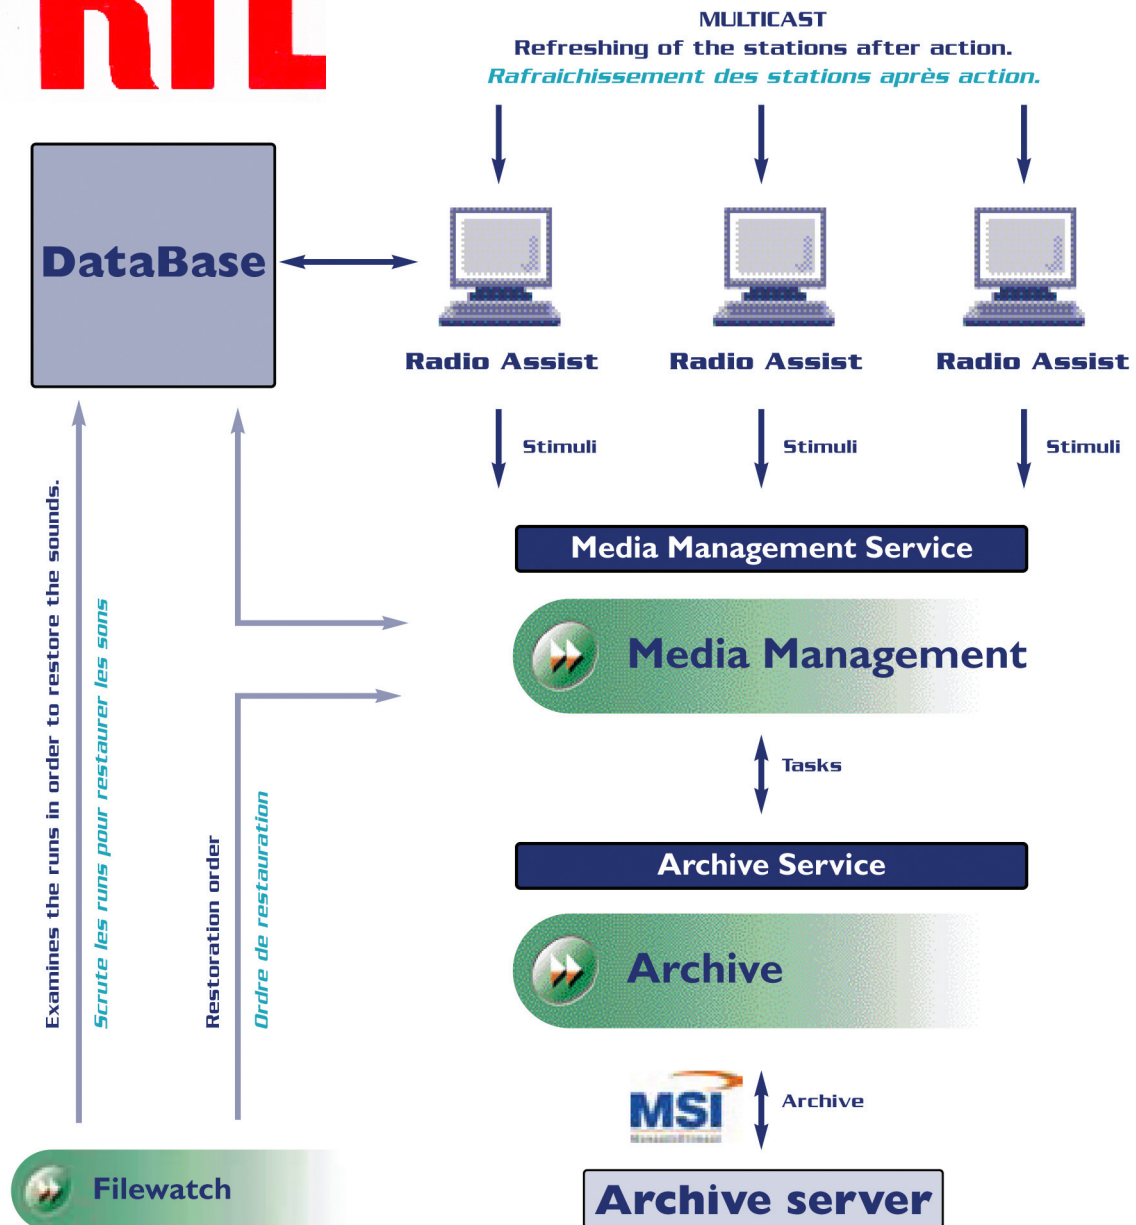 RTL
MULTICAST
Refreshing of the stations after action.
Rafraichissement des stations après action.
DataBase
Radio Assist
Radio Assist
Radio Assist
Stimuli
Stimuli
Stimuli
Media Management Service
Media Management
Tasks
Archive Service
Archive
MSI
Archive
Archive server
Examines the runs in order to restore the sounds.
Scrute les runs pour restaurer les sons
Restoration order
Ordre de restauration
Filewatch